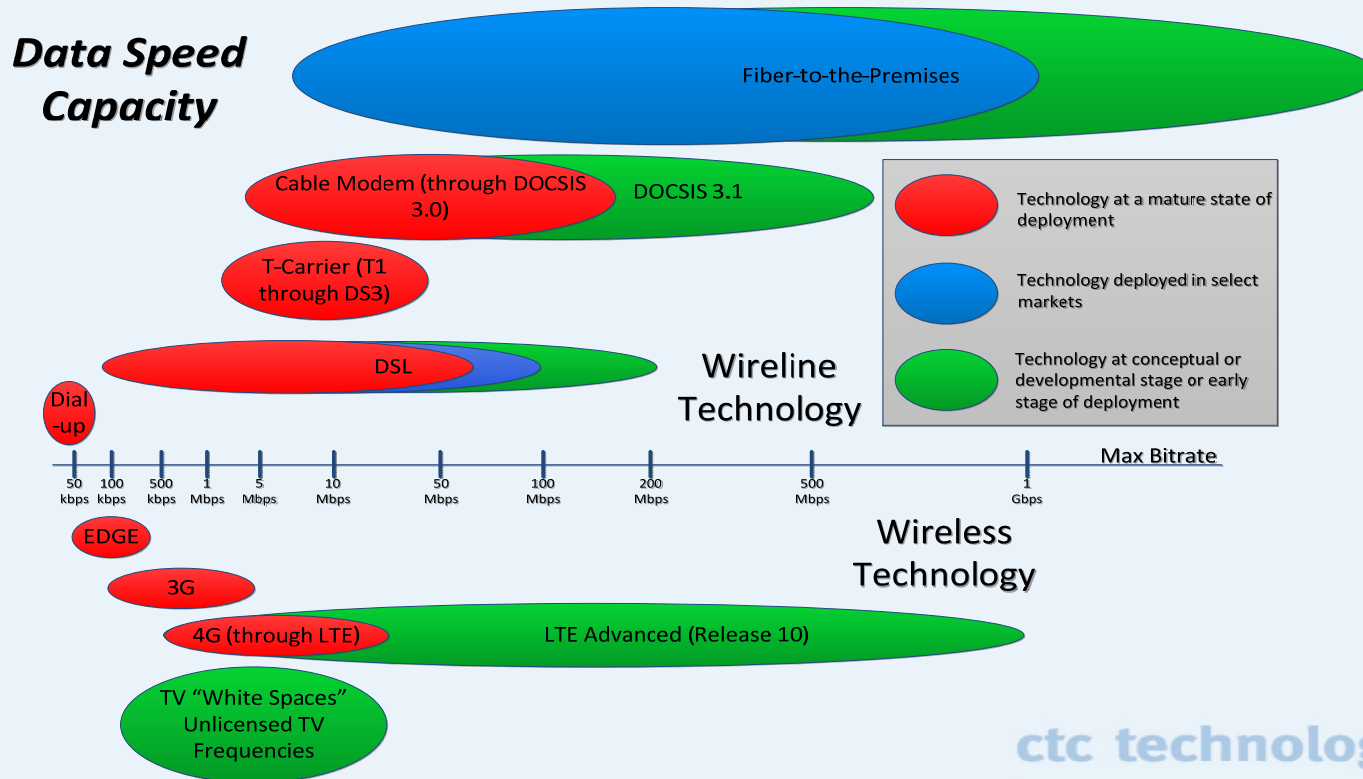 Data Speed
Capacity
Fiber-to-the-Premises
Cable Modem (through DOCSIS
3.0)
DOCSIS 3.1
T-Carrier (T1
through DS3)
DSL
Dial
-up
Technology at a mature state of
deployment
Technology deployed in select
markets
Technology at conceptual or
developmental stage or early
stage of deployment
Wireline
Technology
Max Bitrate
50
kbps
100
kbps
500
kbps
1
Mbps
5
Mbps
10
Mbps
50
Mbps
100
Mbps
200
Mbps
500
Mbps
1
Gbps
EDGE
Wireless
Technology
3G
4G (through LTE)
LTE Advanced (Release 10)
TV “White Spaces”
Unlicensed TV
Frequencies
ctc technolog